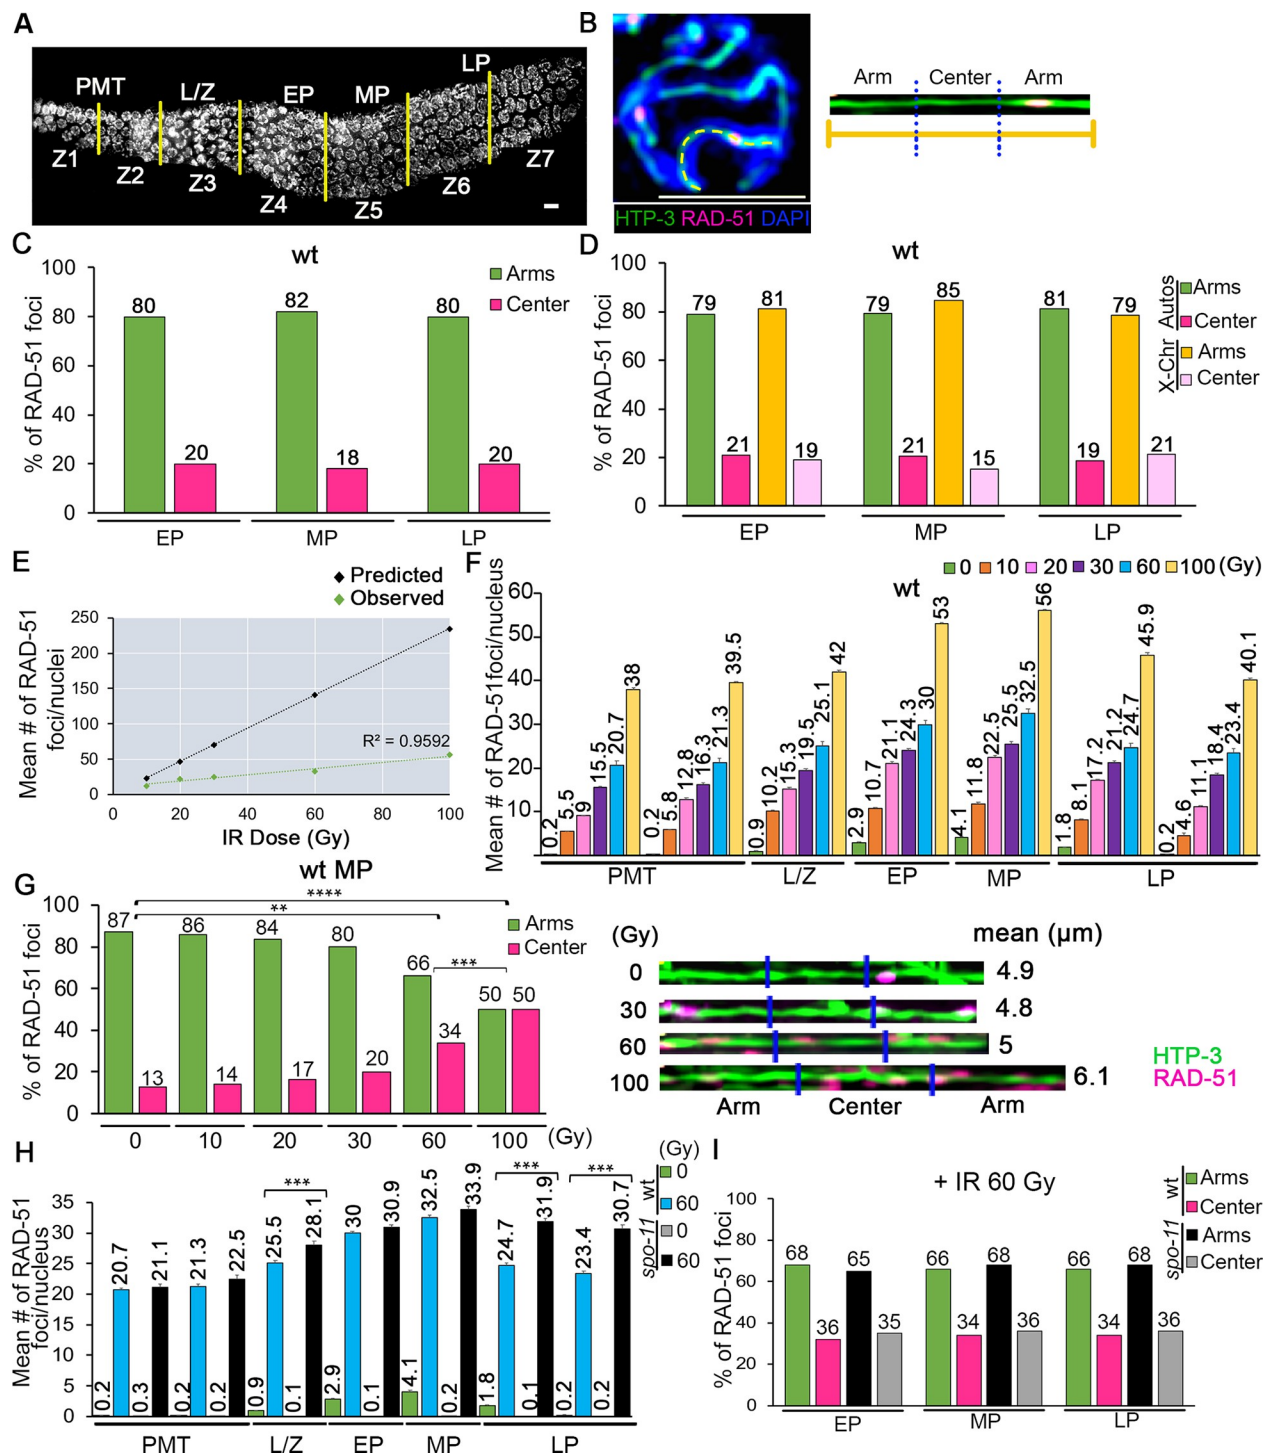 A
PMT
L/Z
EP
MP
LP
Z1
Z2
Z3
Z4
Z5
Z6
Z7
B
HTP-3 RAD-51 DAPI
Arm Center Arm
C
wt
% of RAD-51 foci
100
80
60
40
20
0
80
20
82
18
80
20
EP MP LP
Arms
Center
D
wt
% of RAD-51 foci
100
80
60
40
20
0
79
21
81
19
79
21
85
15
81
19
79
21
EP MP LP
Autos
Arms
Center
X-Chr
Arms
Center
E
Predicted
Observed
Mean # of RAD-51
foci/nuclei
250
200
150
100
50
0
R² = 0.9592
0 20 40 60 80 100
IR Dose (Gy)
F
0 10 20 30 60 100 (Gy)
wt
Mean # of RAD-51foci/nucleus
60
50
40
30
20
10
0.2
5.5
9
15.5
20.7
38
0.2
5.8
12.8
16.3
21.3
39.5
0.9
10.2
15.3
19.5
25.1
42
2.9
10.7
21.1
24.3
30
53
4.1
11.8
22.5
25.5
32.5
56
1.8
8.1
17.2
21.2
24.7
45.9
0.2
4.6
11.1
18.4
23.4
40.1
PMT L/Z EP MP LP
G
wt MP
****
**
***
% of RAD-51 foci
100
80
60
40
20
0
87
13
86
14
84
17
80
20
66
34
50
50
0 10 20 30 60 100 (Gy)
Arms
Center
(Gy) mean (µm)
0 4.9
30 4.8
60 5
100 6.1
Arm Center Arm
HTP-3
RAD-51
H
(Gy)
wt
0
60
spo-11
0
60
Mean # of RAD-51
foci/nucleus
35
30
25
20
15
10
5
0
0.2
20.7
0.3
21.1
0.2
21.3
0.2
22.5
0.9
25.5
0.1
28.1
2.9
30
0.1
30.9
4.1
32.5
0.2
33.9
1.8
24.7
0.1
31.9
0.2
23.4
0.2
30.7
***
***
***
PMT L/Z EP MP LP
I
+ IR 60 Gy
% of RAD-51 foci
100
80
60
40
20
0
68
36
65
35
66
34
68
36
66
34
68
36
EP MP LP
wt
Arms
Center
spo-11
Arms
Center